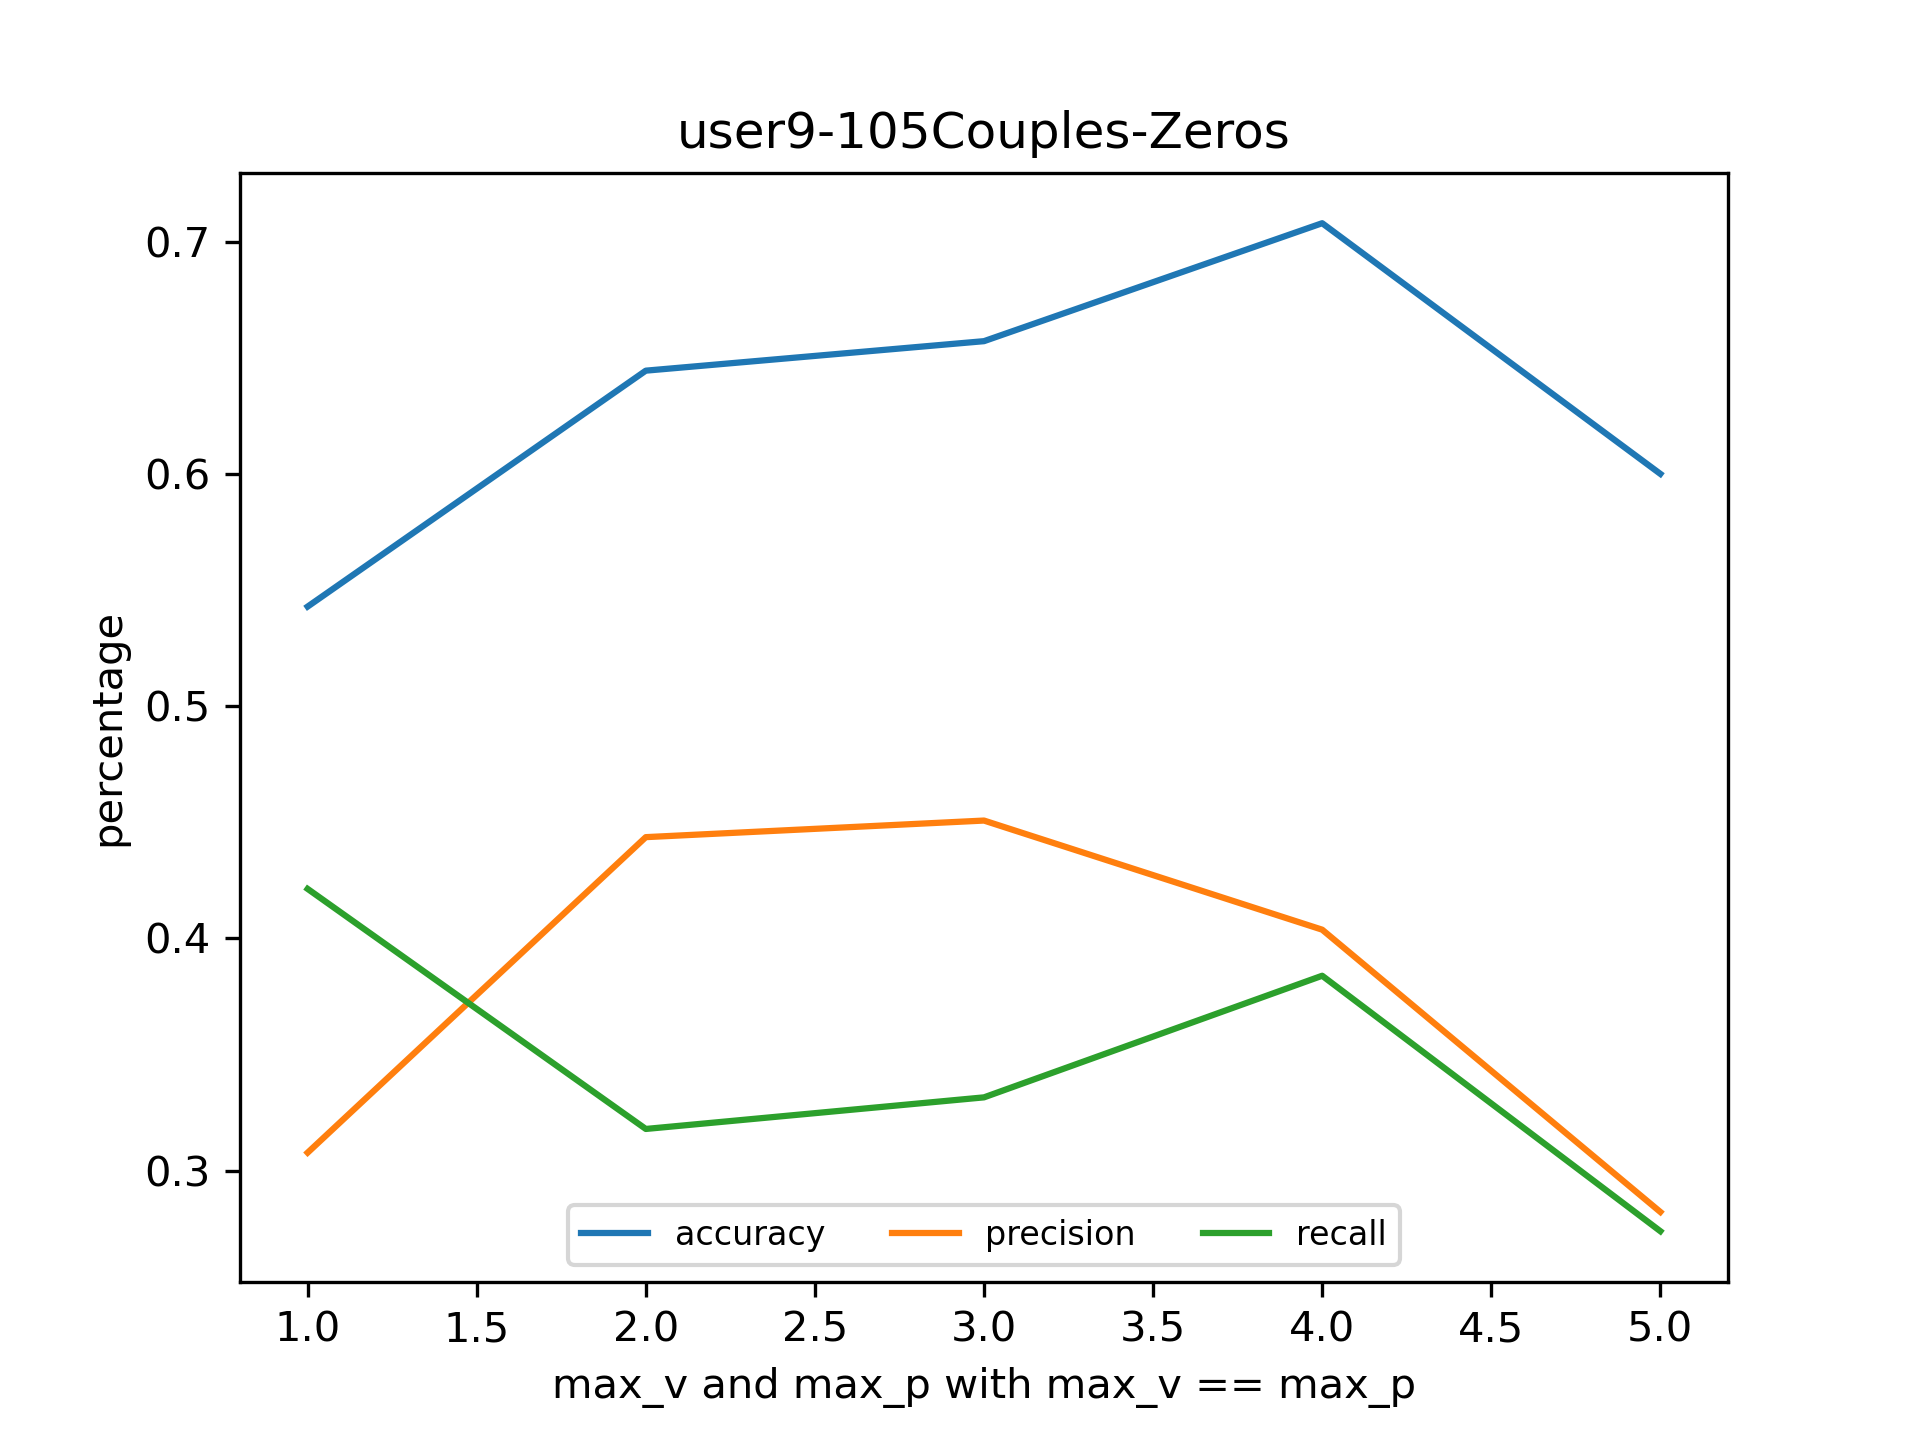 user9-105Couples-Zeros
0.7
0.6
0.5
0.4
0.3
percentage
accuracy precision recall
1.0 1.5 2.0 2.5 3.0 3.5 4.0 4.5 5.0
max_v and max_p with max_v == max_p